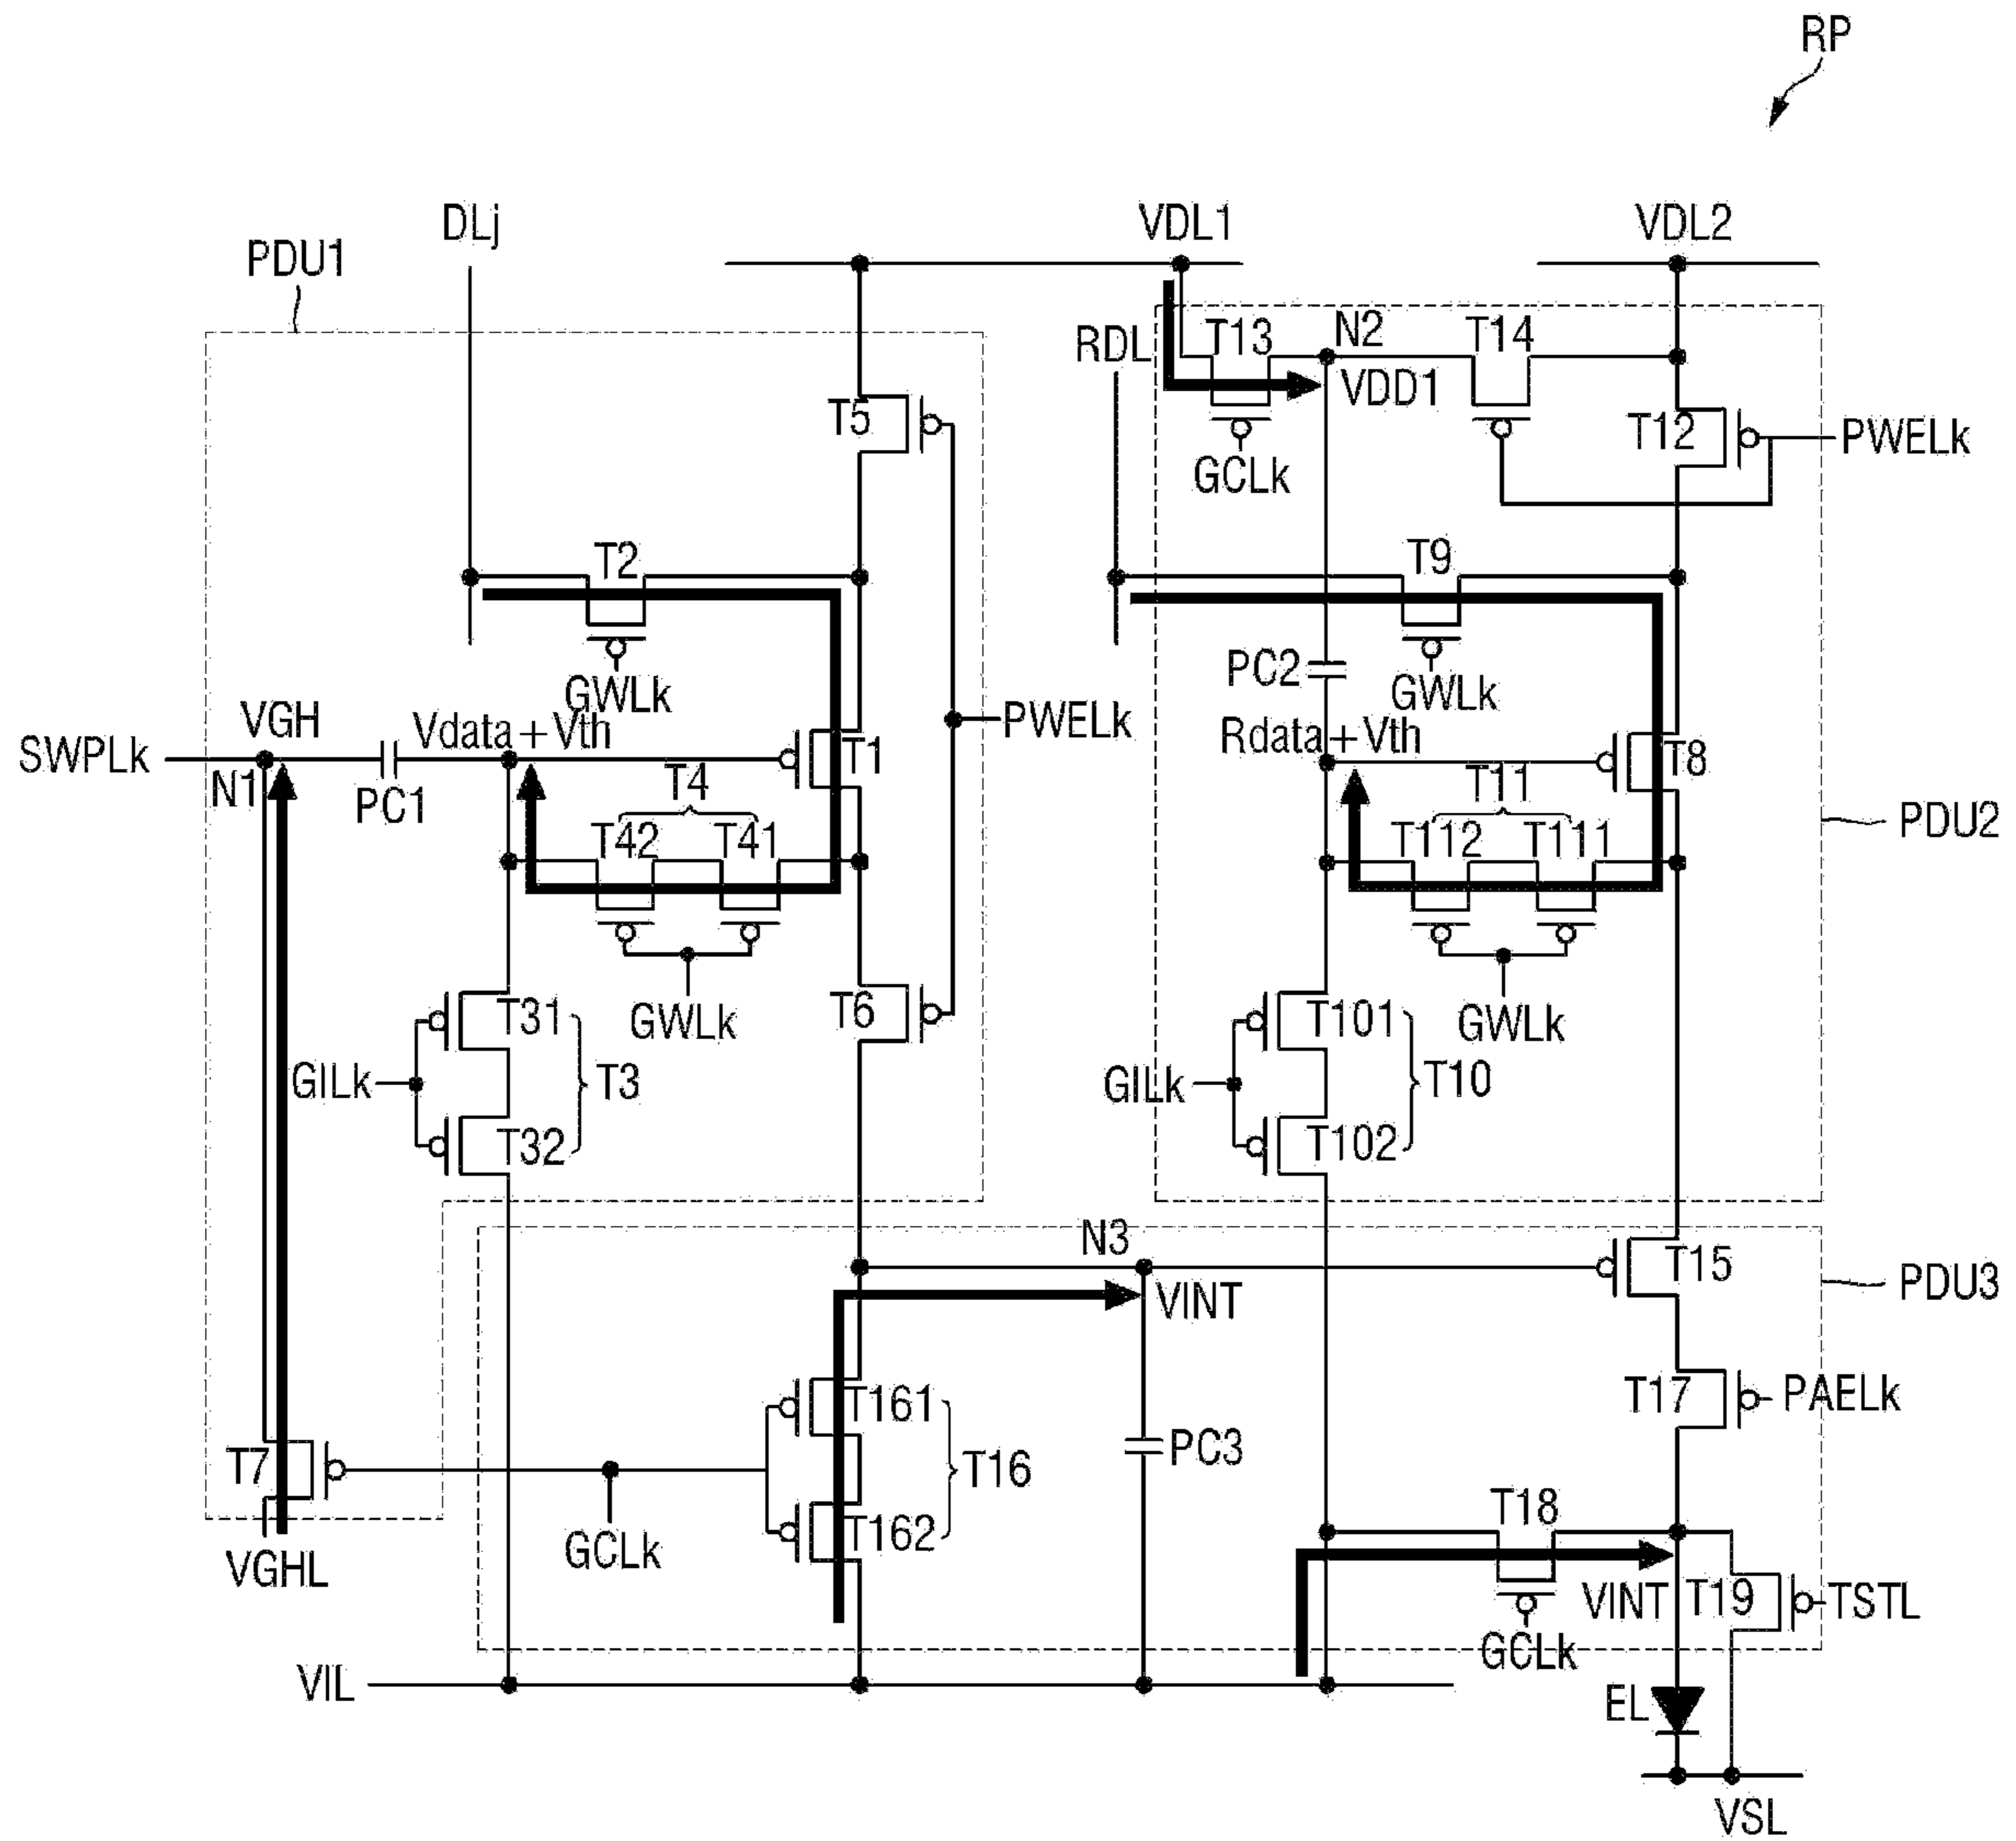 RP
DLj
VDL1
VDL2
PDU1
RDL
T13
N2
T14
VDD1
T5
T12
PWELk
GCLk
T2
T9
PC2
GWLk
GWLk
VGH
Vdata+Vth
PWELk
Rdata+Vth
SWPLk
T1
T8
N1
PC1
T4
T11
T42
T41
T112
T111
PDU2
T31
GWLk
T6
T101
GWLk
GILk
T3
GILk
T10
T32
T102
N3
T15
VINT
PDU3
T161
T17
PAELk
T7
T16
PC3
T162
T18
GCLk
VGHL
VINT
T19
TSTL
GCLk
VIL
EL
VSL